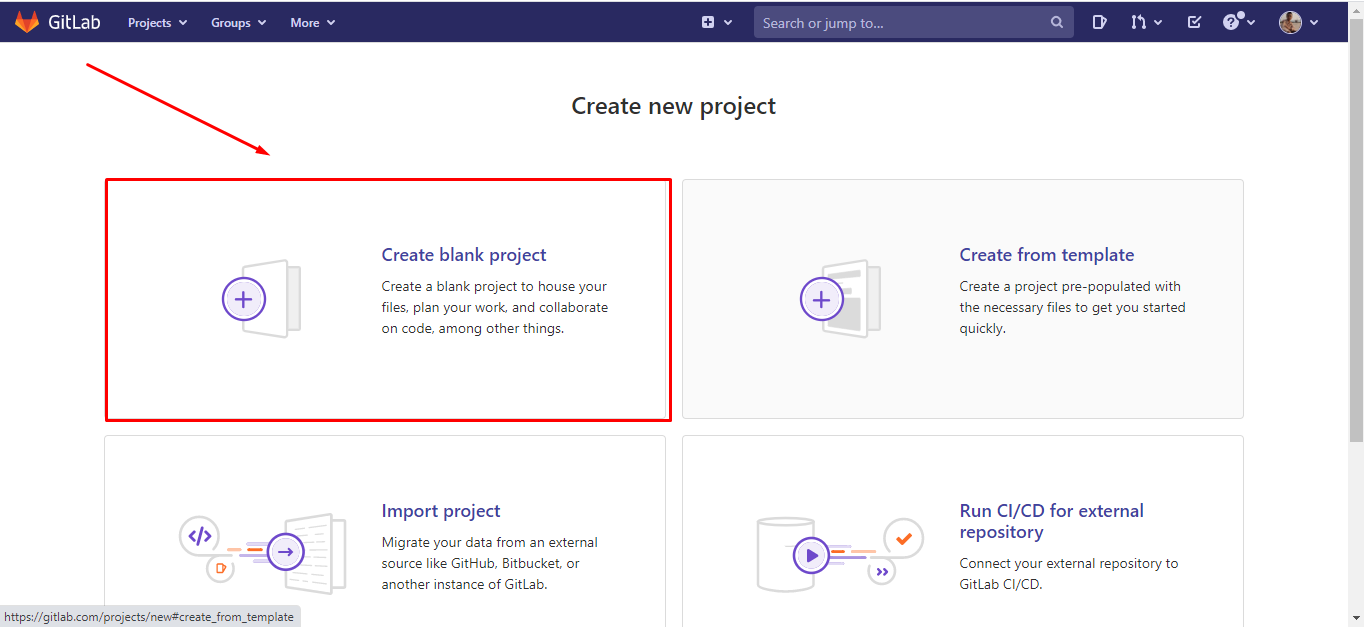 GitLab Projects Groups More Search or jump to...
Create new project
Create blank project
Create a blank project to house your
files, plan your work, and collaborate
on code, among other things.
Create from template
Create a project pre-populated with
the necessary files to get you started
quickly.
Import project
Migrate your data from an external
source like GitHub, Bitbucket, or
another instance of GitLab.
Run CI/CD for external
repository
Connect your external repository to
GitLab CI/CD.
https://gitlab.com/projects/new#create_from_template